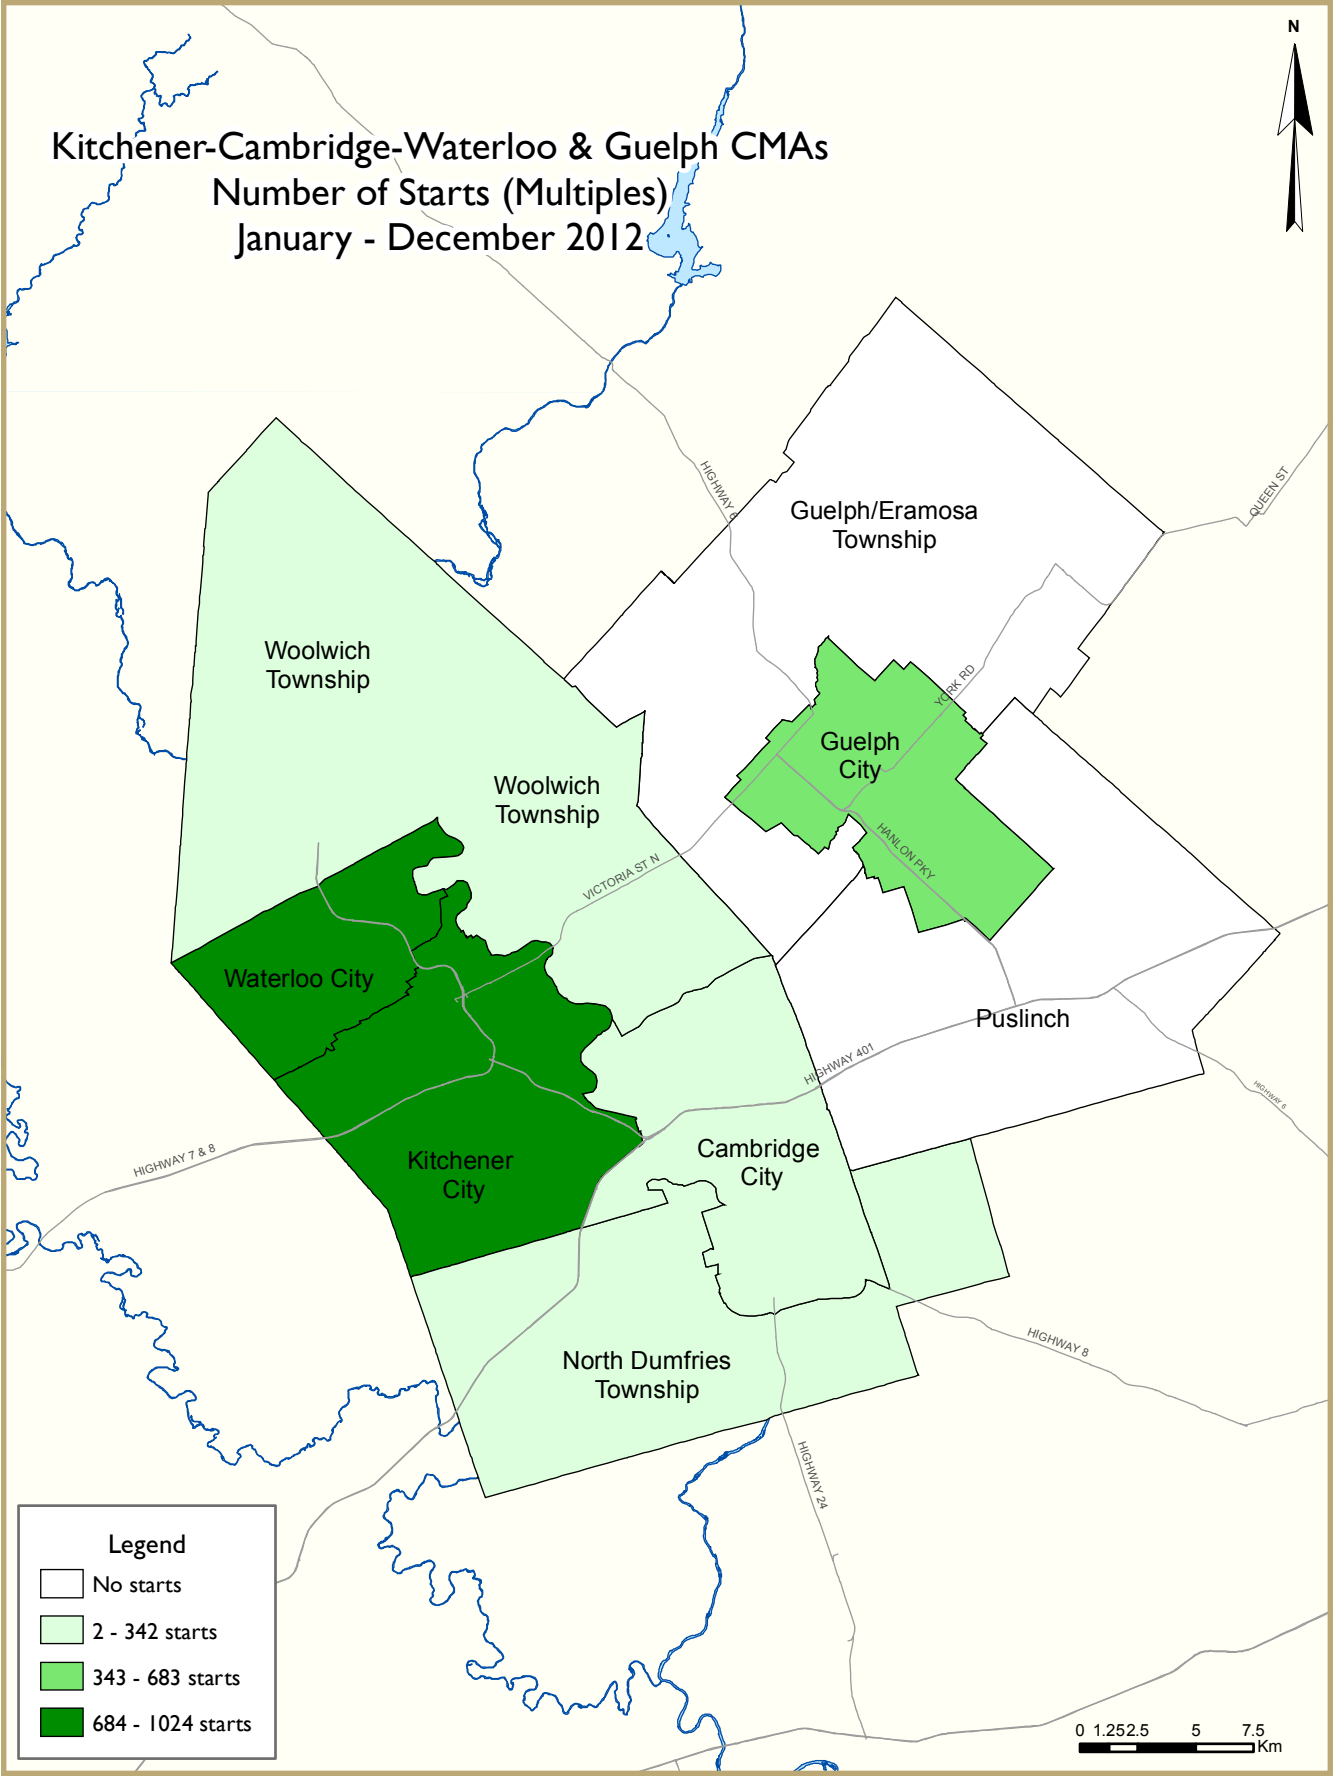 N
Kitchener-Cambridge-Waterloo & Guelph CMAs
Number of Starts (Multiples)
January - December 2012
HIGHWAY 6
QUEEN ST
Guelph/Eramosa
Township
Woolwich
Township
YORK RD
Guelph
City
Woolwich
Township
HANLON PKY
VICTORIA ST N
Waterloo City
Puslinch
HIGHWAY 401
HIGHWAY 6
HIGHWAY 7 & 8
Kitchener
City
Cambridge
City
HIGHWAY 8
North Dumfries
Township
HIGHWAY 24
Legend
No starts
2 - 342 starts
343 - 683 starts
684 - 1024 starts
0 1.25 2.5 5 7.5
Km